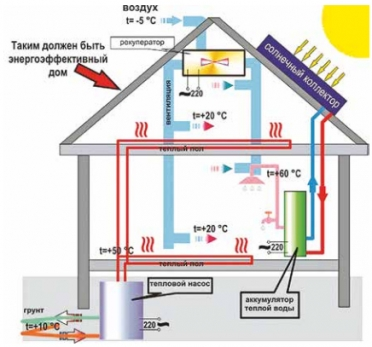 воздух
t= -5 °C
рекуператор
Таким должен быть
энергоэффективный
дом
~220
солнечный коллектор
вентиляция
t=+20 °C
теплый пол
t=+60 °C
t=+20 °C
t=+50 °C
~220
теплый пол
тепловой насос
аккумулятор
теплой воды
грунт
t=+10 °C
220~